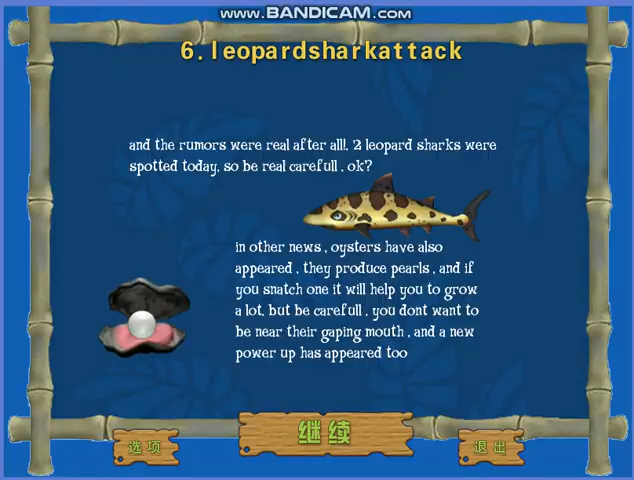 www.BANDICAM.com
6. leopardsharkattack
and the rumors were real after all!, 2 leopard sharks were
spotted today, so be real carefull , ok?
in other news , oysters have also
appeared , they produce pearls , and if
you snatch one it will help you to grow
a lot. but be carefull , you dont want to
be near their gaping mouth , and a new
power up has appeared too
选项
继续
退出